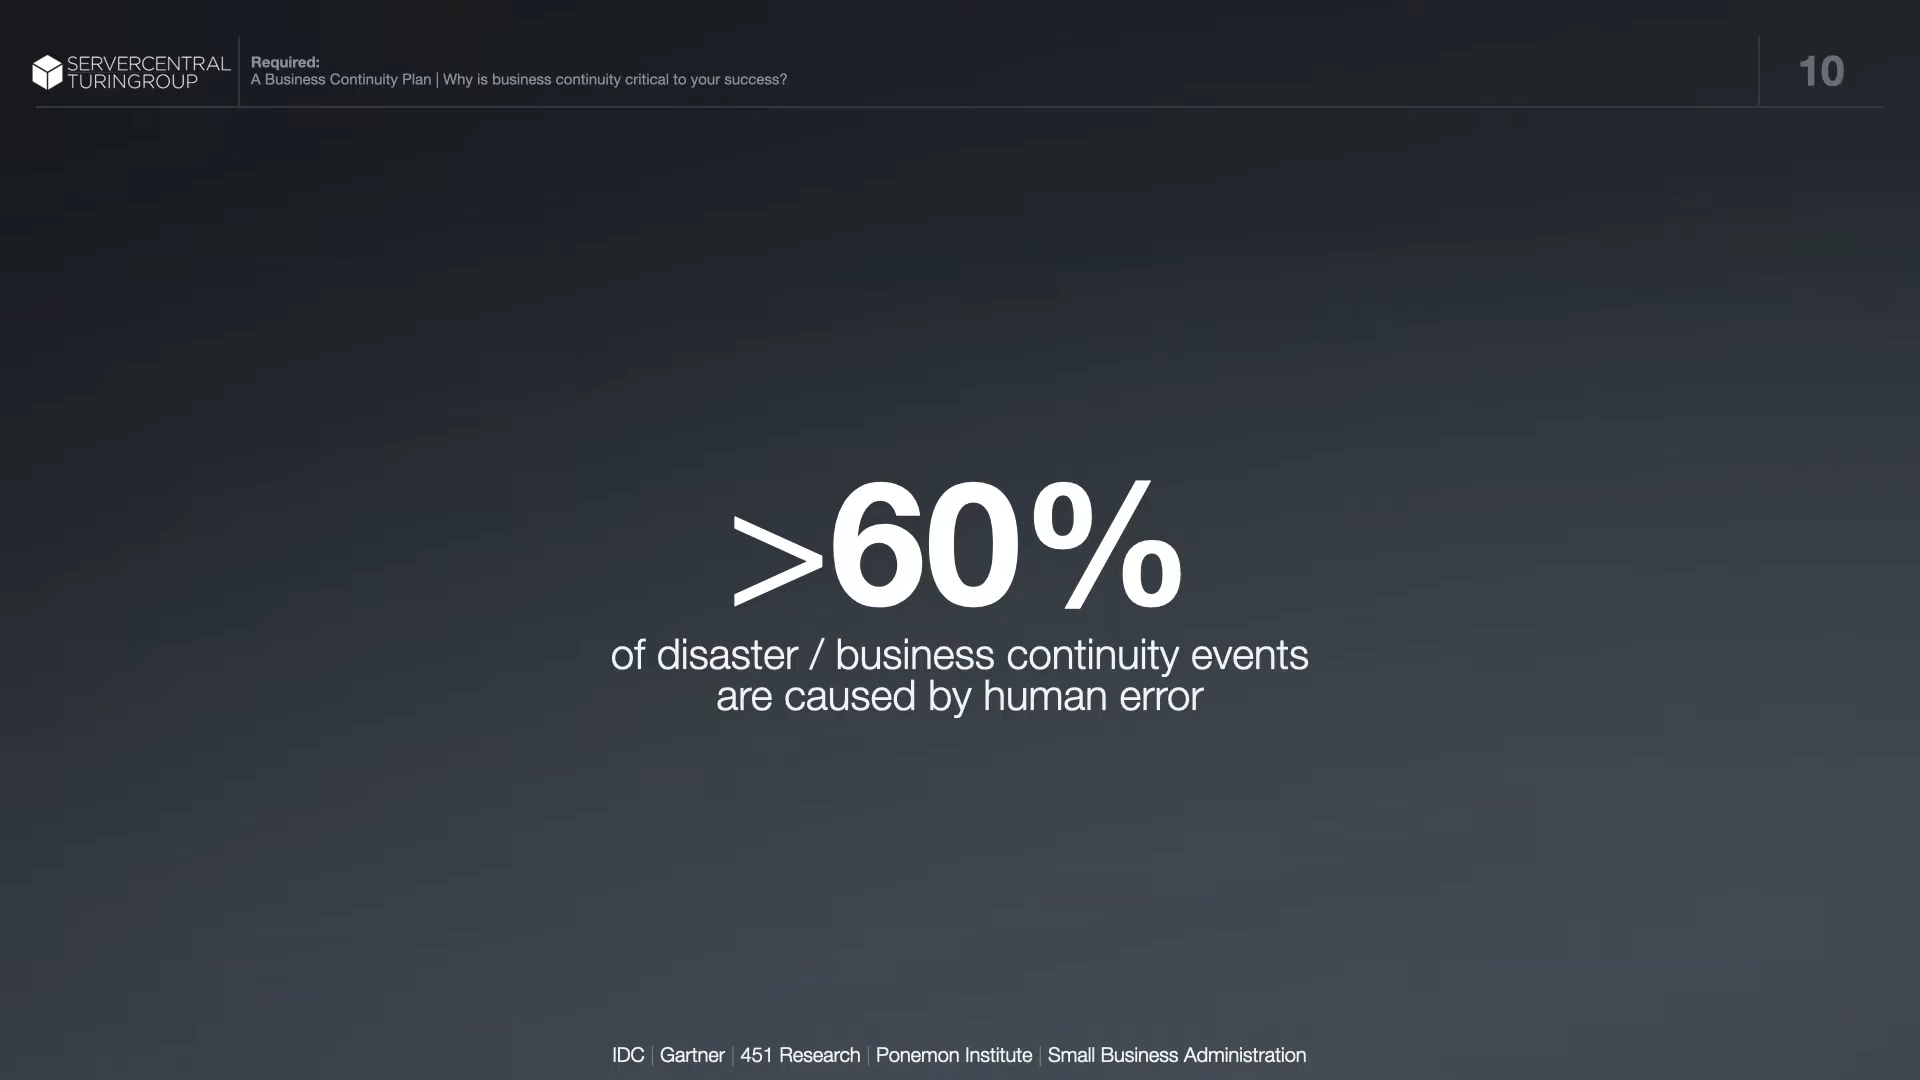 SERVERCENTRAL
TURINGROUP
Required:
A Business Continuity Plan | Why is business continuity critical to your success?
10
>60%
of disaster / business continuity events
are caused by human error
IDC | Gartner | 451 Research | Ponemon Institute | Small Business Administration